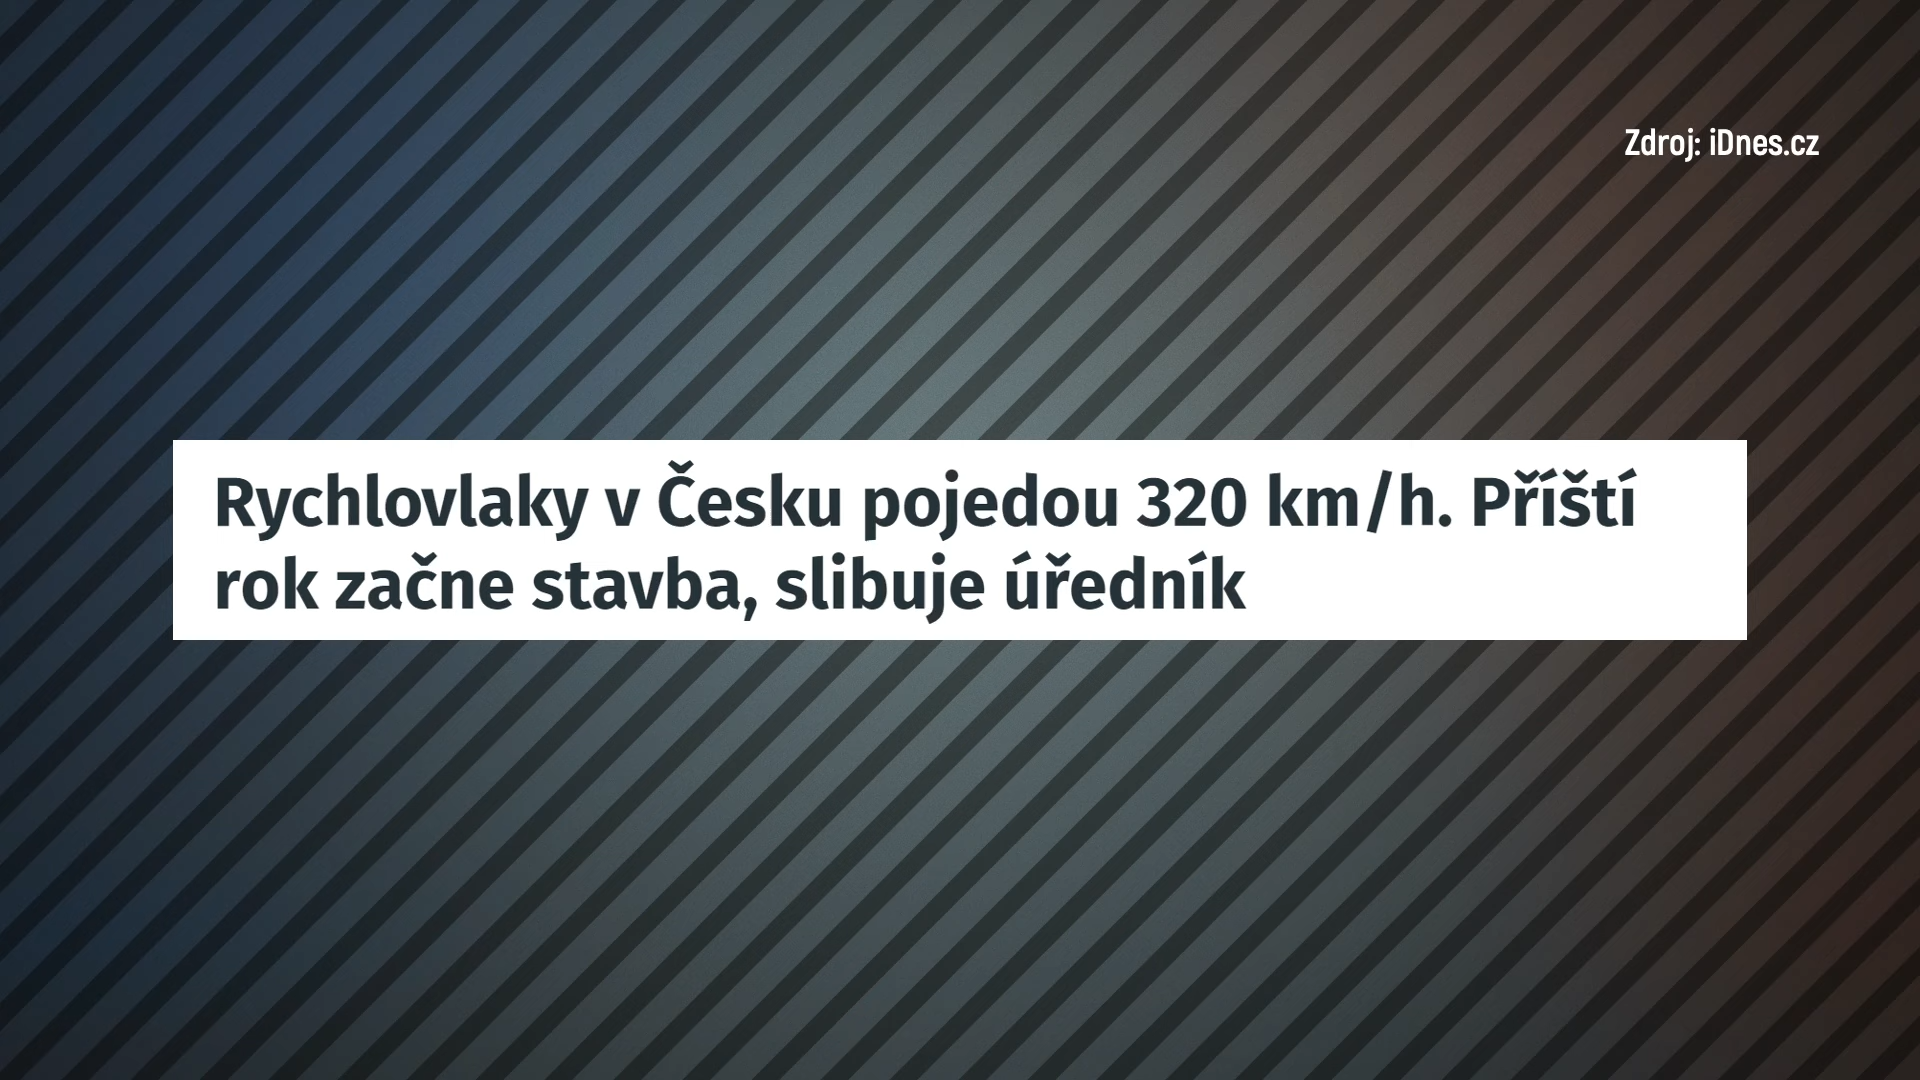 Zdroj: iDnes.cz
Rychlovlaky v Česku pojedou 320 km/h. Příští
rok začne stavba, slibuje úředník